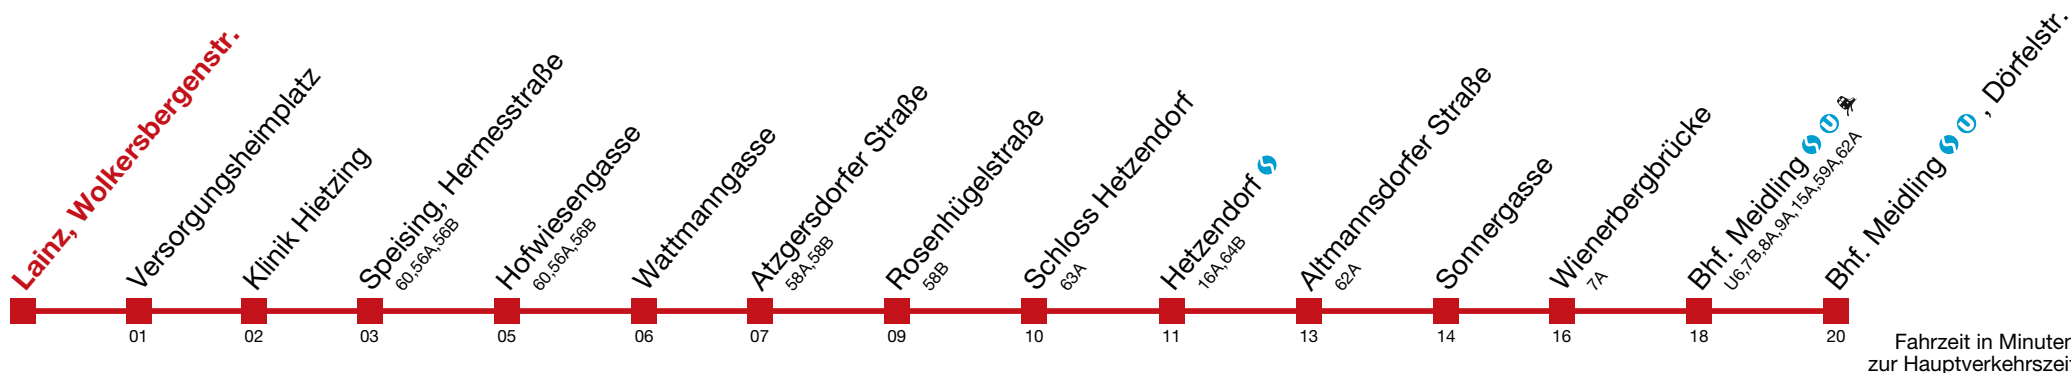 Lainz, Wolkersbergenstr.
Versorgungsheimplatz
01
Klinik Hietzing
02
Speising, Hermesstraße
60,56A,56B
03
Hofwiesengasse
60,56A,56B
05
Wattmanngasse
06
Atzgersdorfer Straße
58A,58B
07
Rosenhügelstraße
58B
09
Schloss Hetzendorf
63A
10
Hetzendorf S
16A,64B
11
Altmannsdorfer Straße
62A
13
Sonnergasse
14
Wienerbergbrücke
7A
16
Bhf. Meidling S U
U6,7B,8A,9A,15A,59A,62A
18
Bhf. Meidling S U , Dörfelstr.
20
Fahrzeit in Minuten
zur Hauptverkehrszeit